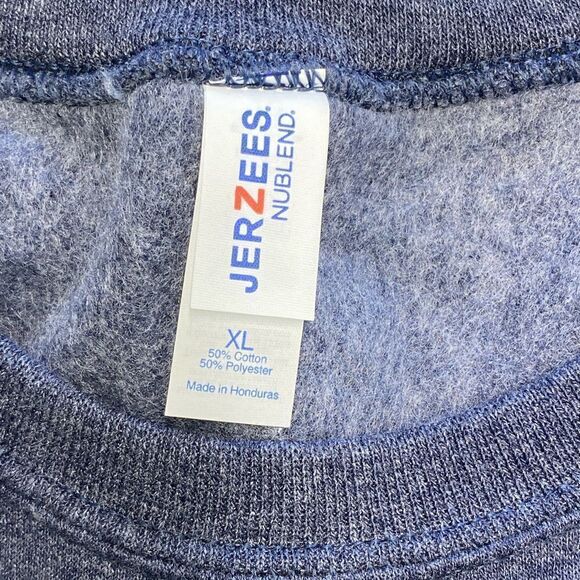 JERZEES.
NUBLEND.
XL
50% Cotton
50% Polyester
Made in Honduras